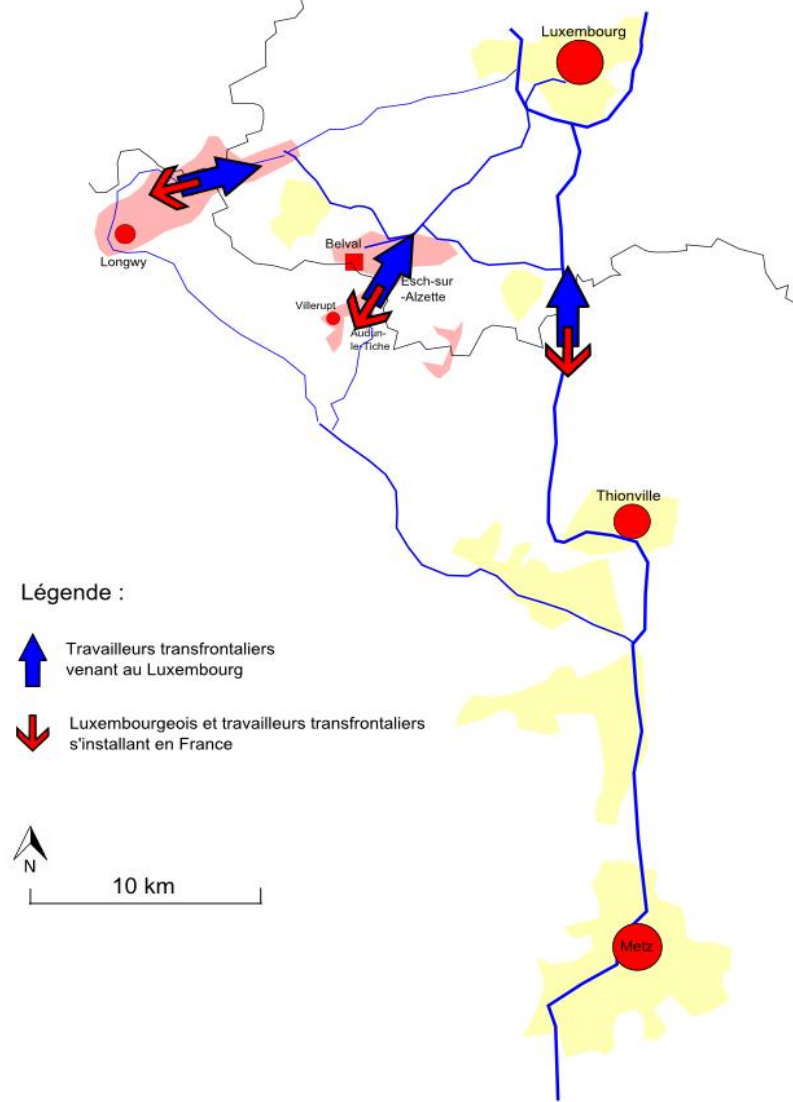 Luxembourg
Longwy
Belval
Esch-sur
-Alzette
Villerupt
Audun-
le-Tiche
Thionville
Légende :
Travailleurs transfrontaliers
venant au Luxembourg
Luxembourgeois et travailleurs transfrontaliers
s'installant en France
N
10 km
Metz